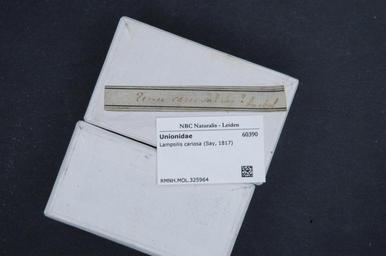 NBC Naturalis - Leiden
Unionidae 60390
Lampsilis cariosa (Say, 1817)
RMNH.MOL.325964